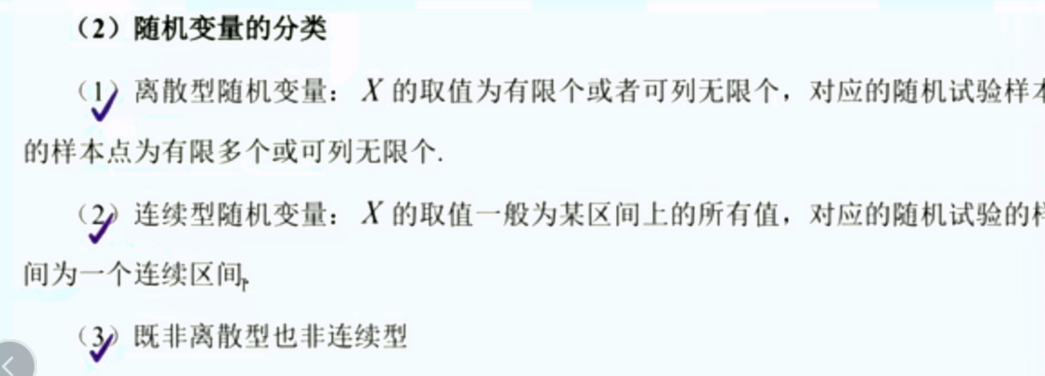 （2）随机变量的分类
（1）离散型随机变量：X 的取值为有限个或者可列无限个，对应的随机试验样
的样本点为有限多个或可列无限个.
（2）连续型随机变量：X 的取值一般为某区间上的所有值，对应的随机试验的
间为一个连续区间.
（3）既非离散型也非连续型